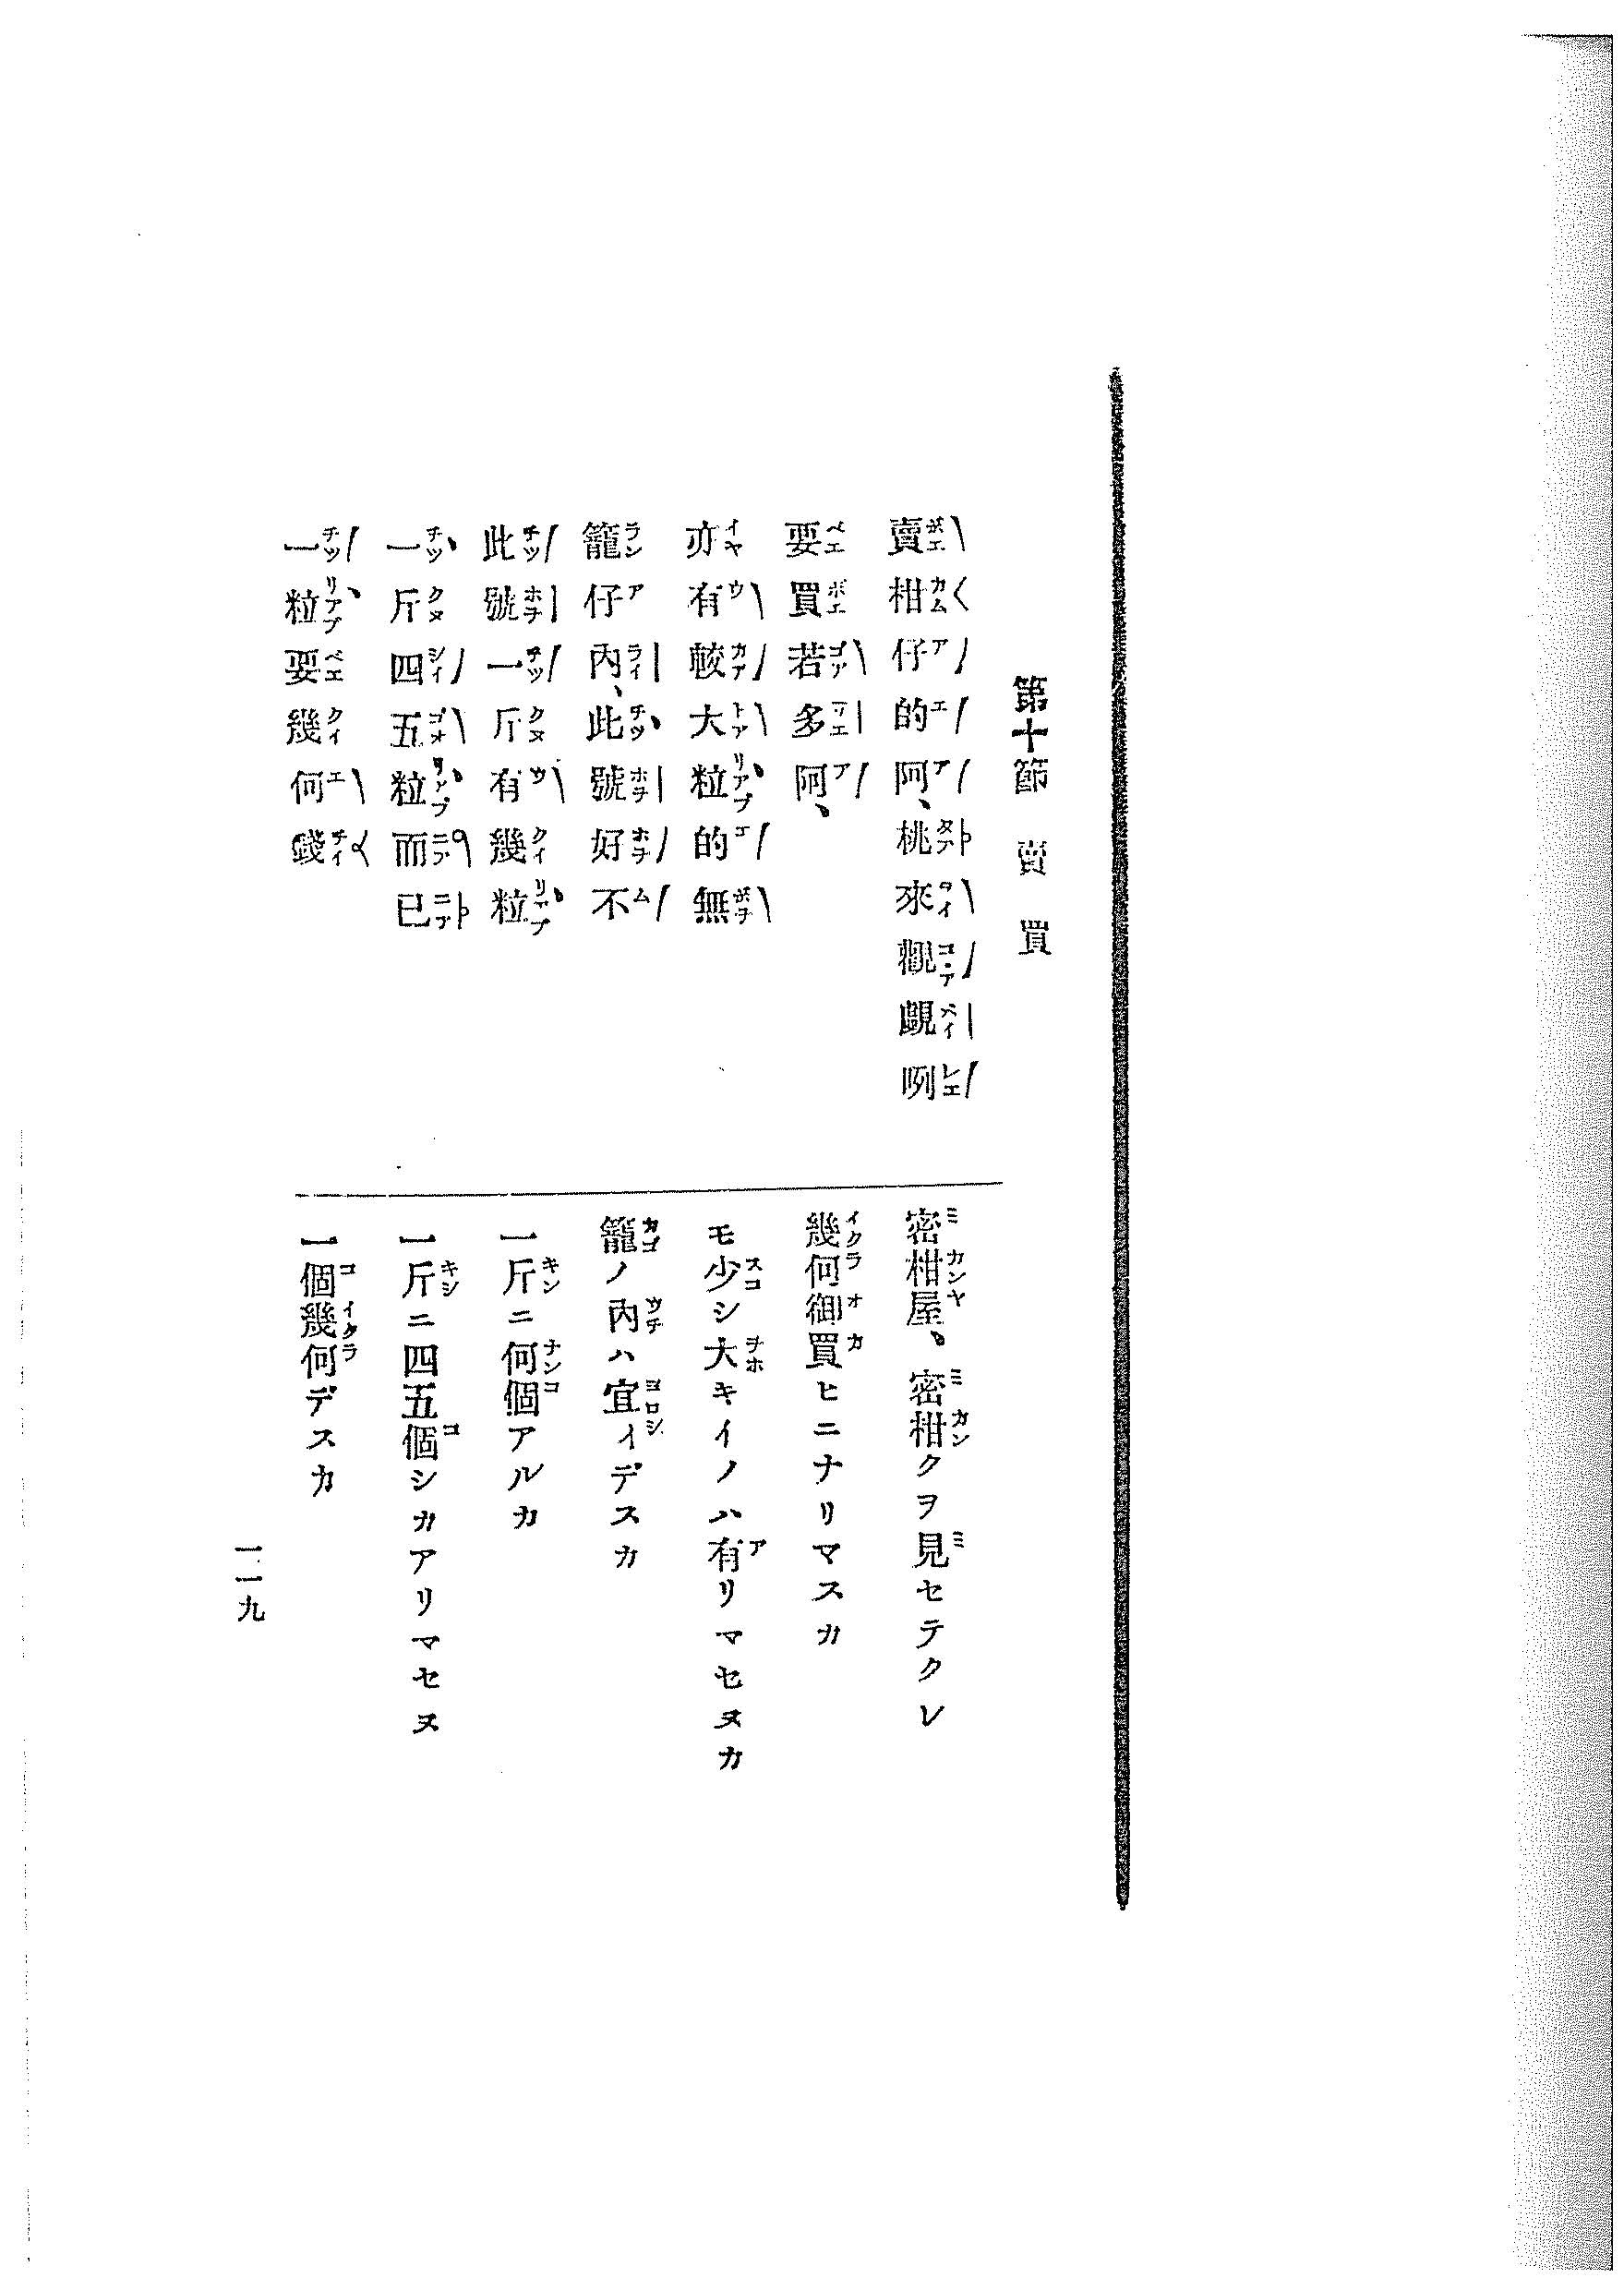 第十節 賣買
賣柑仔的阿、桃來觀覷咧
要買若多阿、
亦有較大粒的無
籠仔內、此號好不
此號一斤有幾粒
一斤四五粒而已
一粒要幾何錢
密柑屋、密柑クヲ見セテクレ
幾何御買ヒニナリマスカ
モ少シ大キイノハ有リマセヌカ
籠ノ內ハ宜イデスカ
一斤ニ何個アルカ
一斤ニ四五個シカアリマセヌ
一個幾何デスカ
一一九